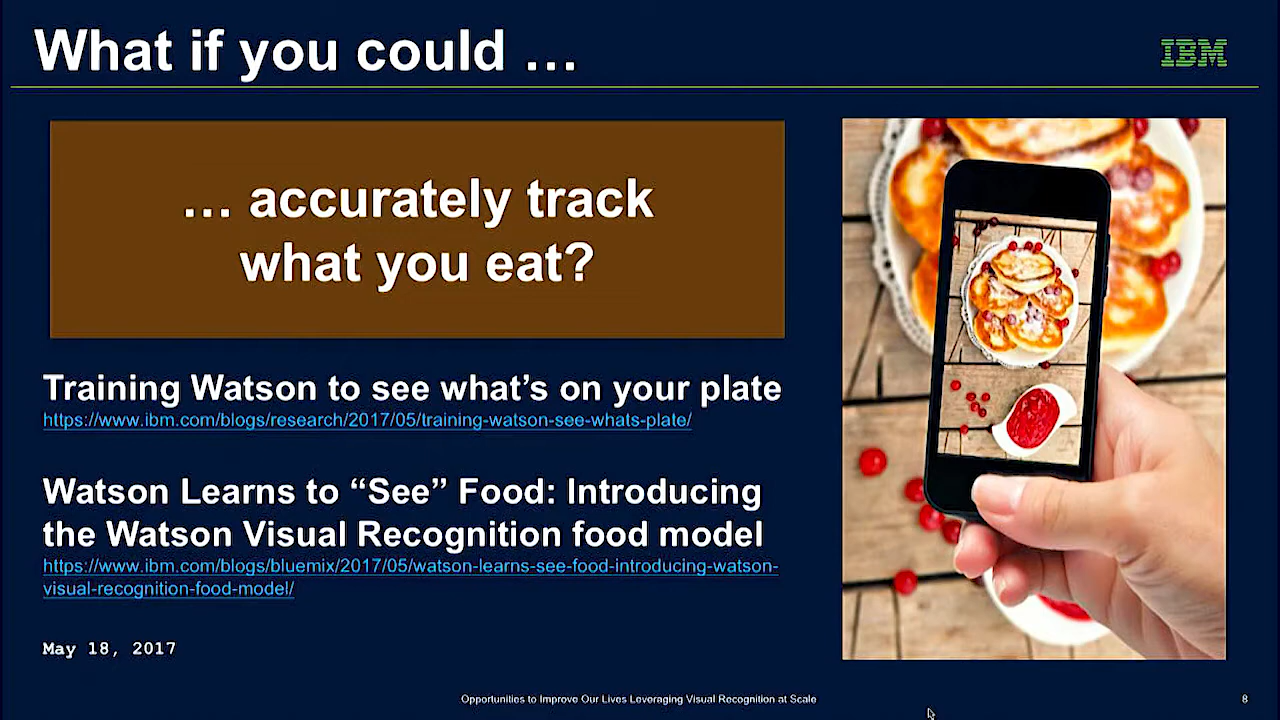 What if you could …
IBM
… accurately track
what you eat?
Training Watson to see what’s on your plate
https://www.ibm.com/blogs/research/2017/05/training-watson-see-whats-plate/
Watson Learns to “See” Food: Introducing
the Watson Visual Recognition food model
https://www.ibm.com/blogs/bluemix/2017/05/watson-learns-see-food-introducing-watson-
visual-recognition-food-model/
May 18, 2017
Opportunities to Improve Our Lives Leveraging Visual Recognition at Scale
8